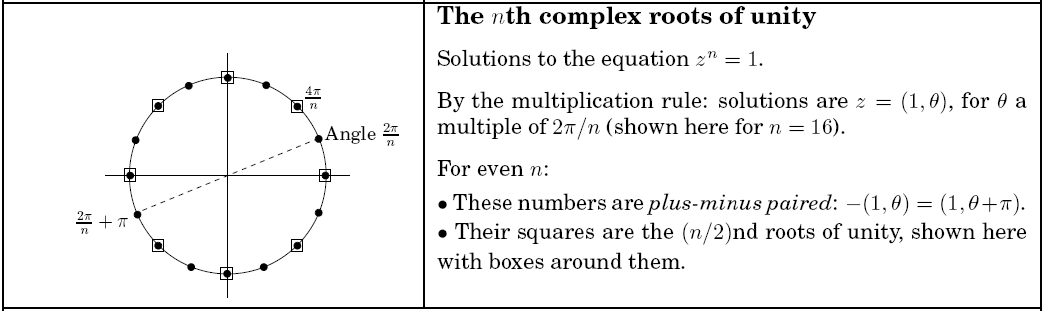 The nth complex roots of unity
Solutions to the equation zⁿ = 1.
By the multiplication rule: solutions are z = (1, θ), for θ a
multiple of 2π/n (shown here for n = 16).
For even n:
• These numbers are plus-minus paired: −(1, θ) = (1, θ+π).
• Their squares are the (n/2)nd roots of unity, shown here
with boxes around them.
4π/n
Angle 2π/n
2π/n + π